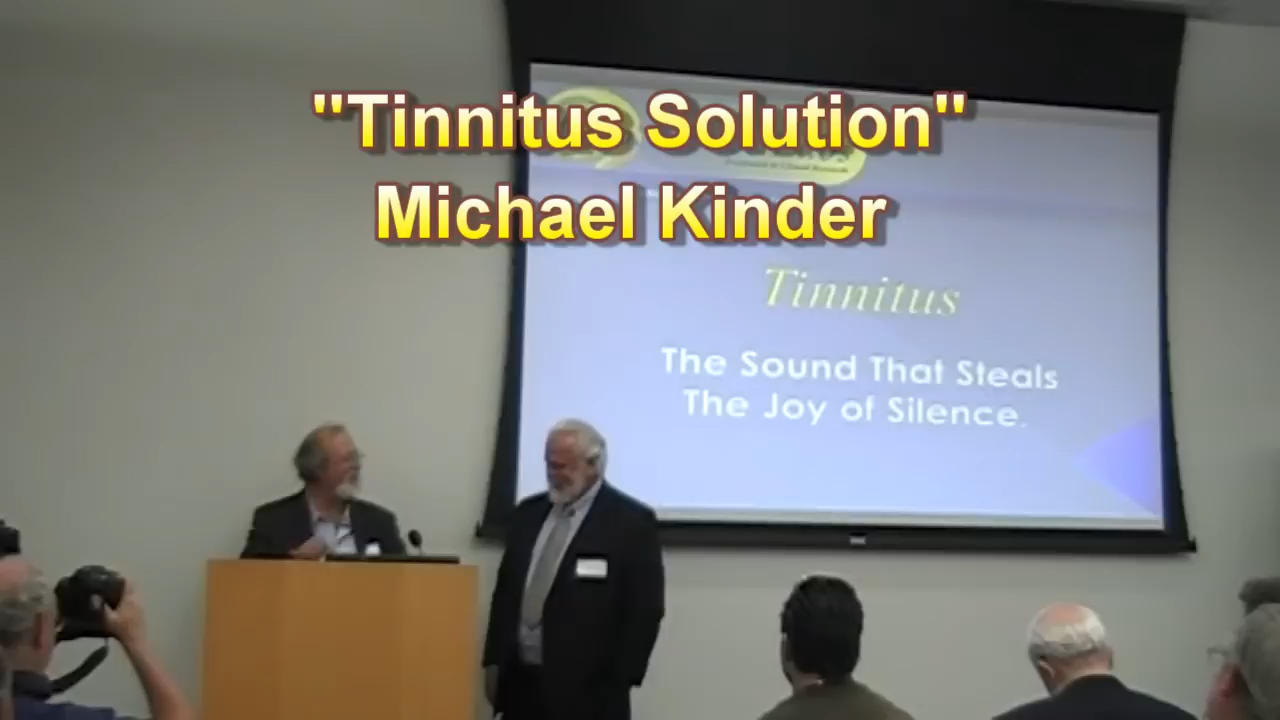 "Tinnitus Solution"
Michael Kinder
Tinnitus
The Sound That Steals
The Joy of Silence.